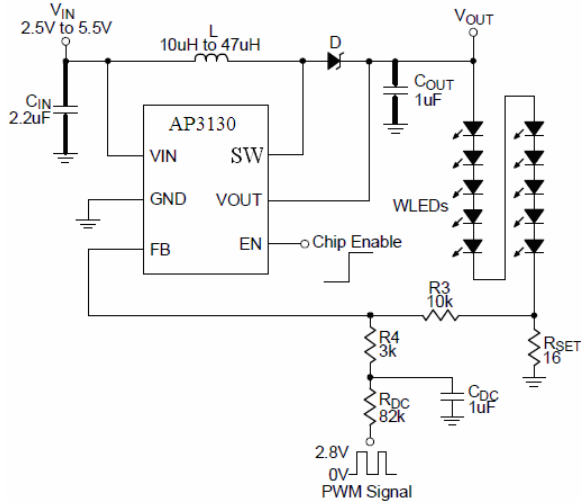 VIN
2.5V to 5.5V
L
10uH to 47uH
D
VOUT
CIN
2.2uF
COUT
1uF
AP3130
VIN
SW
GND
VOUT
WLEDs
FB
EN
Chip Enable
R3
10k
R4
3k
RSET
16
RDC
82k
CDC
1uF
2.8V
0V
PWM Signal